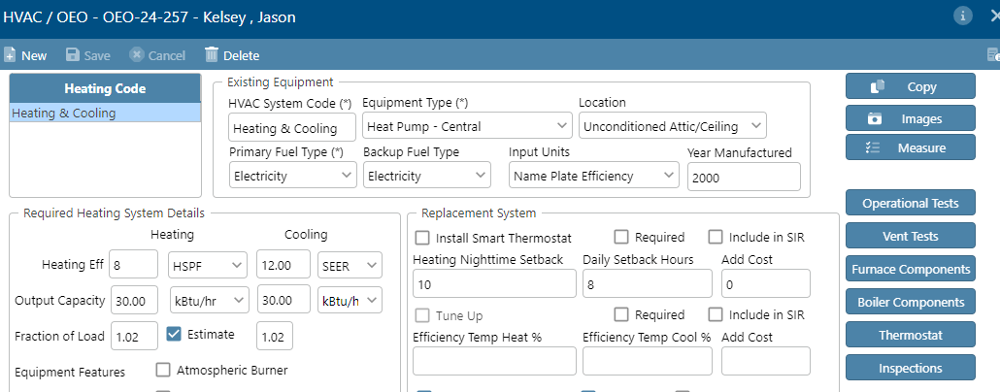 HVAC / OEO - OEO-24-257 - Kelsey , Jason
New Save Cancel Delete
Heating Code
Heating & Cooling
Existing Equipment
HVAC System Code (*) Equipment Type (*) Location
Heating & Cooling Heat Pump - Central Unconditioned Attic/Ceiling
Primary Fuel Type (*) Backup Fuel Type Input Units Year Manufactured
Electricity Electricity Name Plate Efficiency 2000
Copy
Images
Measure
Operational Tests
Vent Tests
Furnace Components
Boiler Components
Thermostat
Inspections
Required Heating System Details
Heating Cooling
Heating Eff 8 HSPF 12.00 SEER
Output Capacity 30.00 kBtu/hr 30.00 kBtu/h
Fraction of Load 1.02 Estimate 1.02
Equipment Features Atmospheric Burner
Replacement System
Install Smart Thermostat Required Include in SIR
Heating Nighttime Setback Daily Setback Hours Add Cost
10 8 0
Tune Up Required Include in SIR
Efficiency Temp Heat % Efficiency Temp Cool % Add Cost